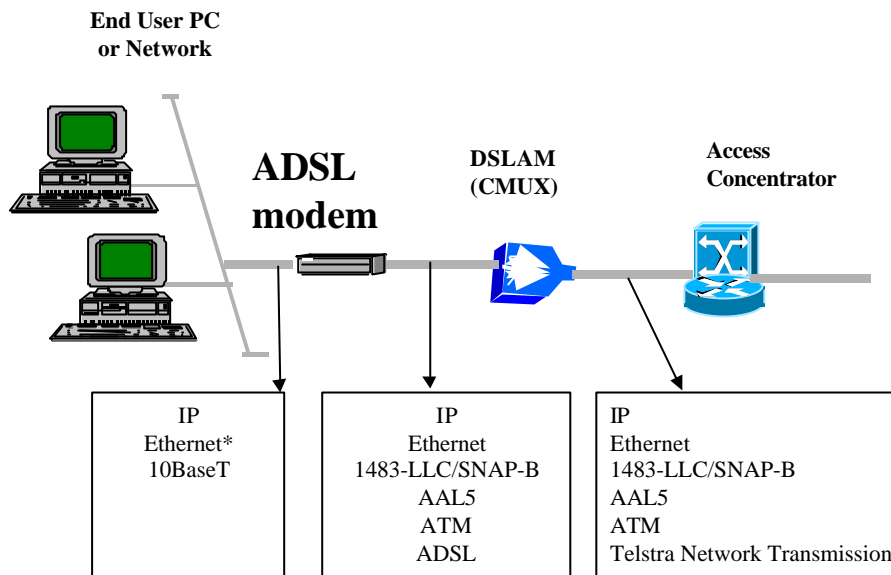 End User PC
or Network
ADSL
modem
DSLAM
(CMUX)
Access
Concentrator
IP
Ethernet*
10BaseT
IP
Ethernet
1483-LLC/SNAP-B
AAL5
ATM
ADSL
IP
Ethernet
1483-LLC/SNAP-B
AAL5
ATM
Telstra Network Transmission